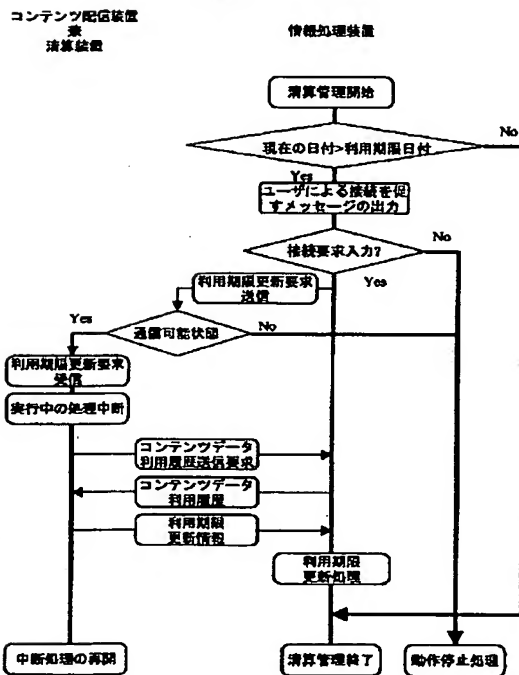 コンテンツ配信装置
兼
清算装置
情報処理装置
清算管理開始
現在の日付>利用期限日付
No
Yes
ユーザによる接続を促
すメッセージの出力
接続要求入力?
No
Yes
利用期限更新要求
送信
通信可能状態
Yes
No
利用期限更新要求
受信
実行中の処理中断
コンテンツデータ
利用履歴送信要求
コンテンツデータ
利用履歴
利用期限
更新情報
利用期限
更新処理
中断処理の再開
清算管理終了
動作停止処理